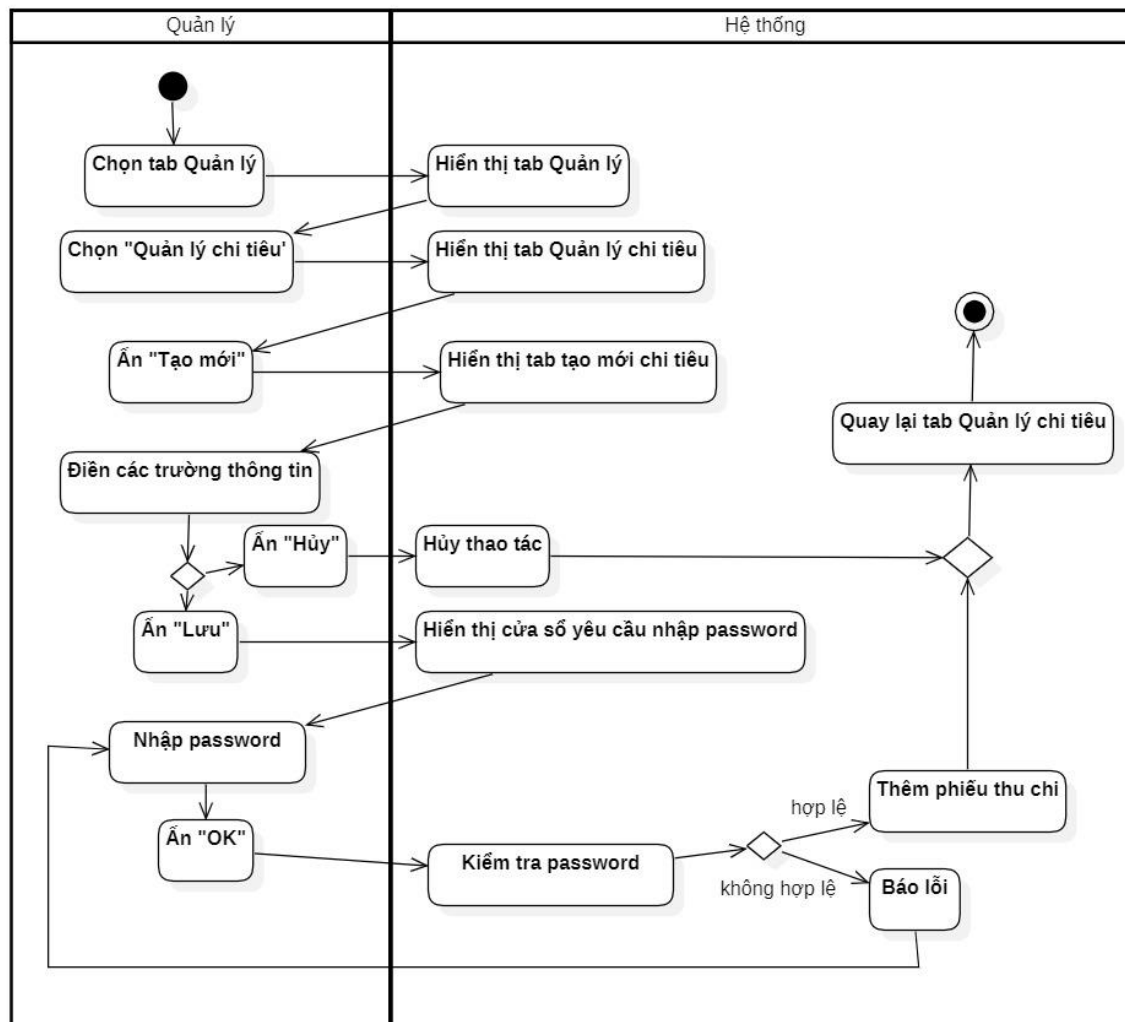 Quản lý
Hệ thống
Chọn tab Quản lý
Hiển thị tab Quản lý
Chọn "Quản lý chi tiêu'
Hiển thị tab Quản lý chi tiêu
Ấn "Tạo mới"
Hiển thị tab tạo mới chi tiêu
Quay lại tab Quản lý chi tiêu
Điền các trường thông tin
Ấn "Hủy"
Hủy thao tác
Ấn "Lưu"
Hiển thị cửa sổ yêu cầu nhập password
Nhập password
Thêm phiếu thu chi
hợp lệ
Ấn "OK"
Kiểm tra password
không hợp lệ
Báo lỗi